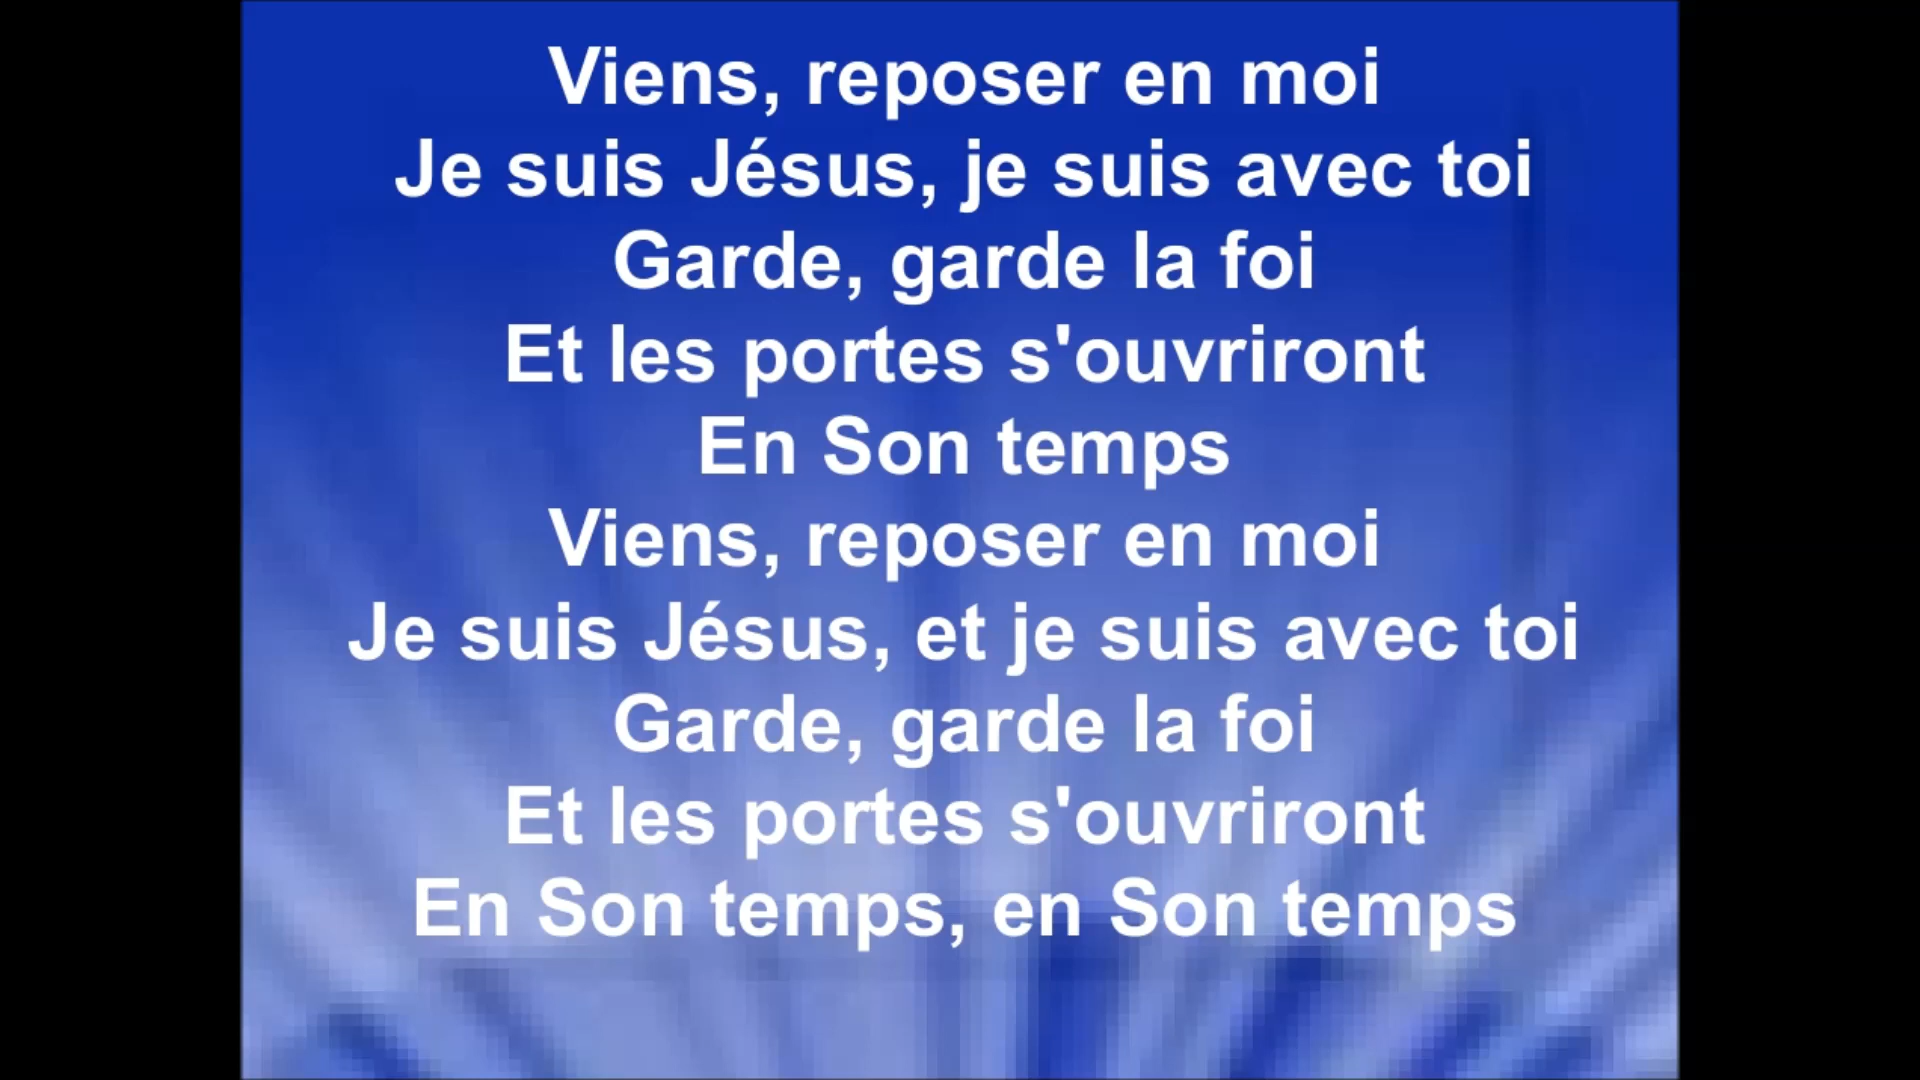 Viens, reposer en moi
Je suis Jésus, je suis avec toi
Garde, garde la foi
Et les portes s'ouvriront
En Son temps
Viens, reposer en moi
Je suis Jésus, et je suis avec toi
Garde, garde la foi
Et les portes s'ouvriront
En Son temps, en Son temps